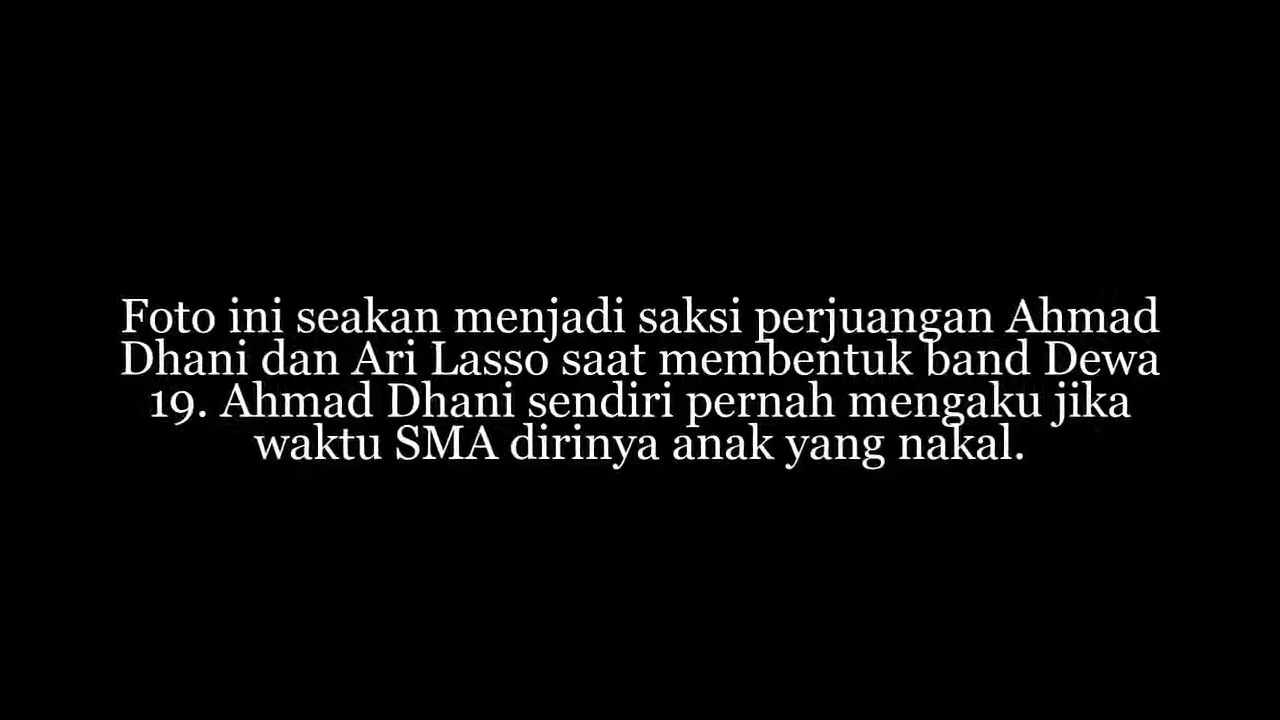 Foto ini seakan menjadi saksi perjuangan Ahmad
Dhani dan Ari Lasso saat membentuk band Dewa
19. Ahmad Dhani sendiri pernah mengaku jika
waktu SMA dirinya anak yang nakal.